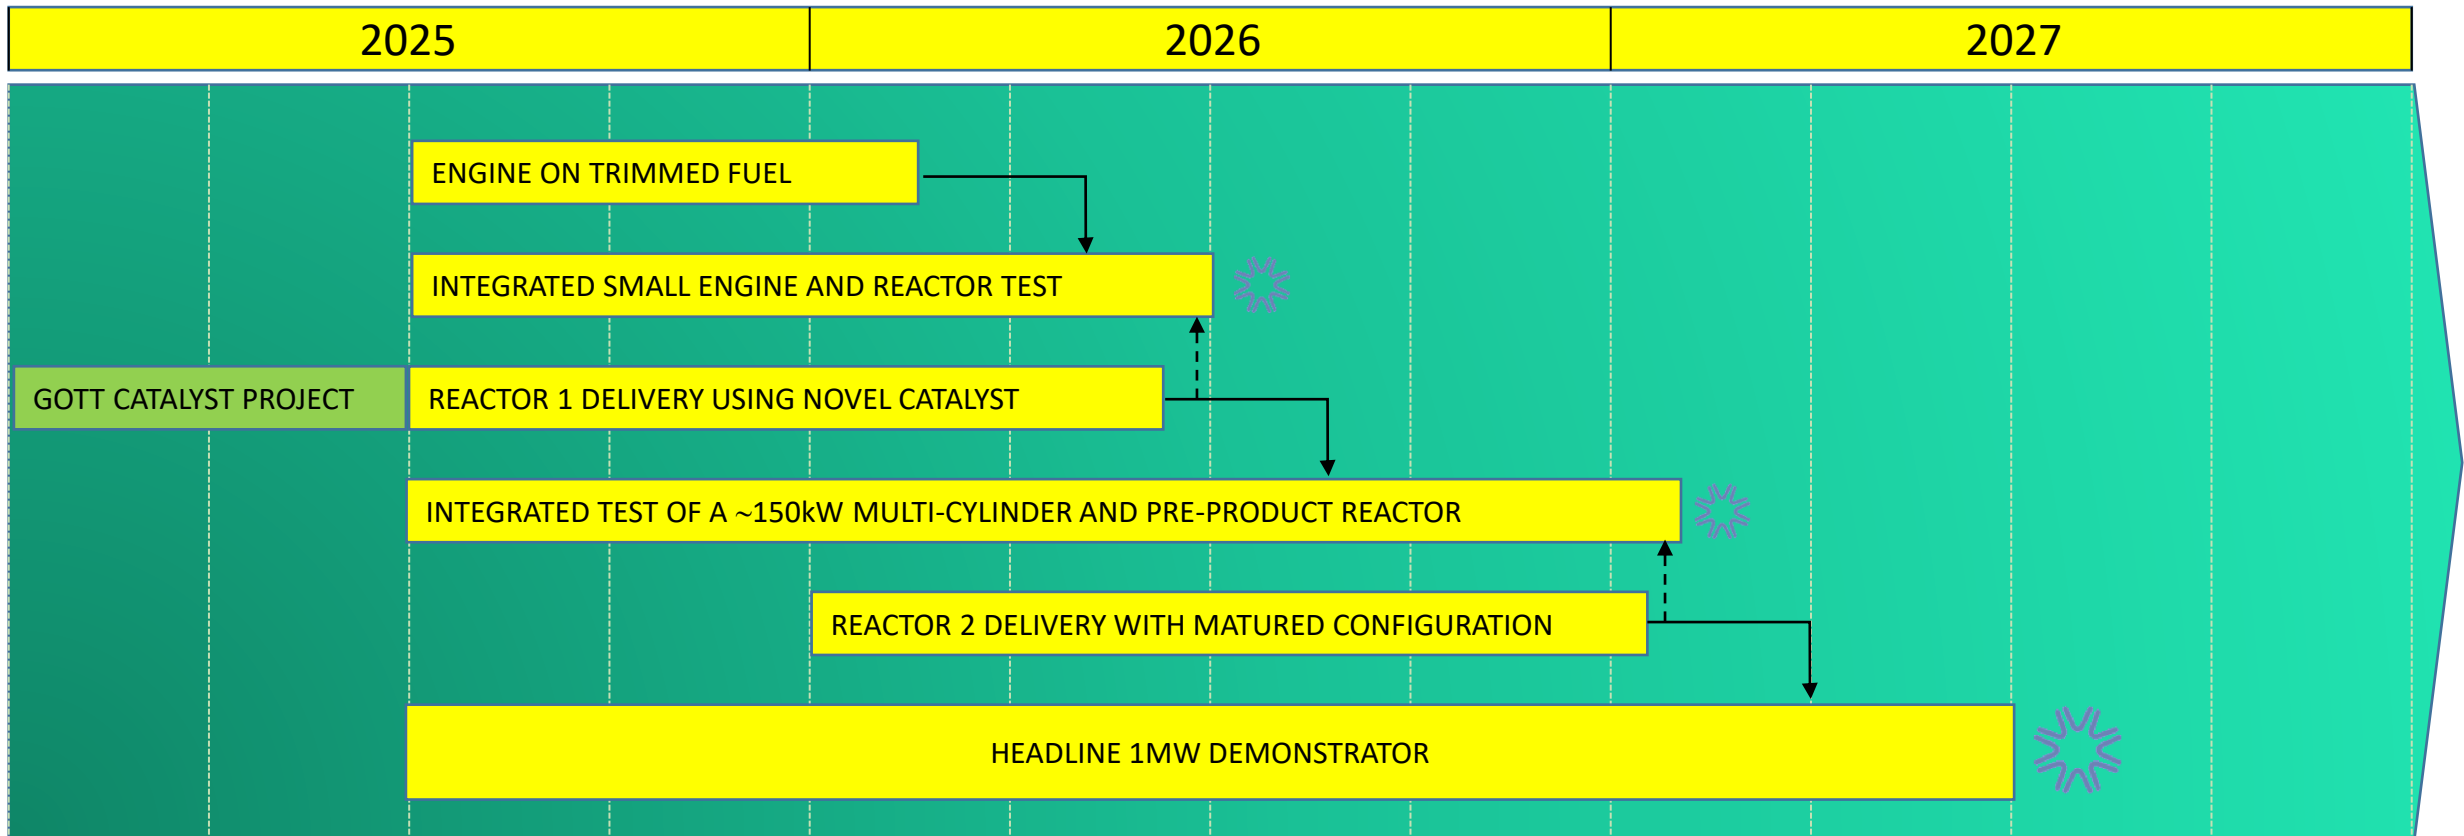 2025
2026
2027
ENGINE ON TRIMMED FUEL
INTEGRATED SMALL ENGINE AND REACTOR TEST
GOTT CATALYST PROJECT
REACTOR 1 DELIVERY USING NOVEL CATALYST
INTEGRATED TEST OF A ~150kW MULTI-CYLINDER AND PRE-PRODUCT REACTOR
REACTOR 2 DELIVERY WITH MATURED CONFIGURATION
HEADLINE 1MW DEMONSTRATOR